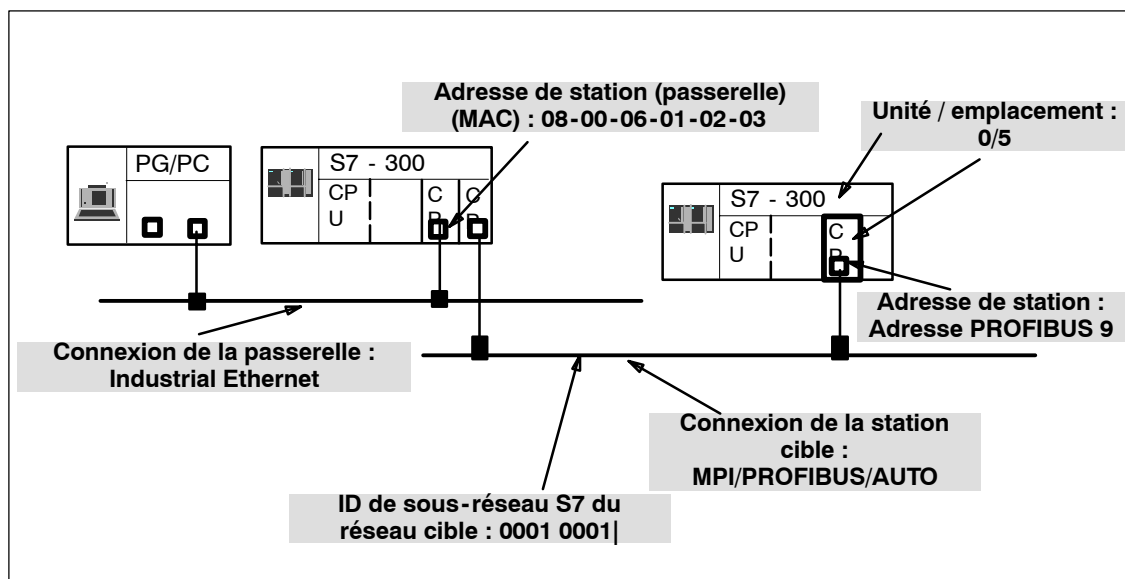 Adresse de station (passerelle)
(MAC) : 08-00-06-01-02-03
Unité / emplacement :
0/5
PG/PC
S7 - 300
CP
U
C
P
C
P
S7 - 300
CP
U
C
P
Adresse de station :
Adresse PROFIBUS 9
Connexion de la passerelle :
Industrial Ethernet
Connexion de la station
cible :
MPI/PROFIBUS/AUTO
ID de sous-réseau S7 du
réseau cible : 0001 0001|